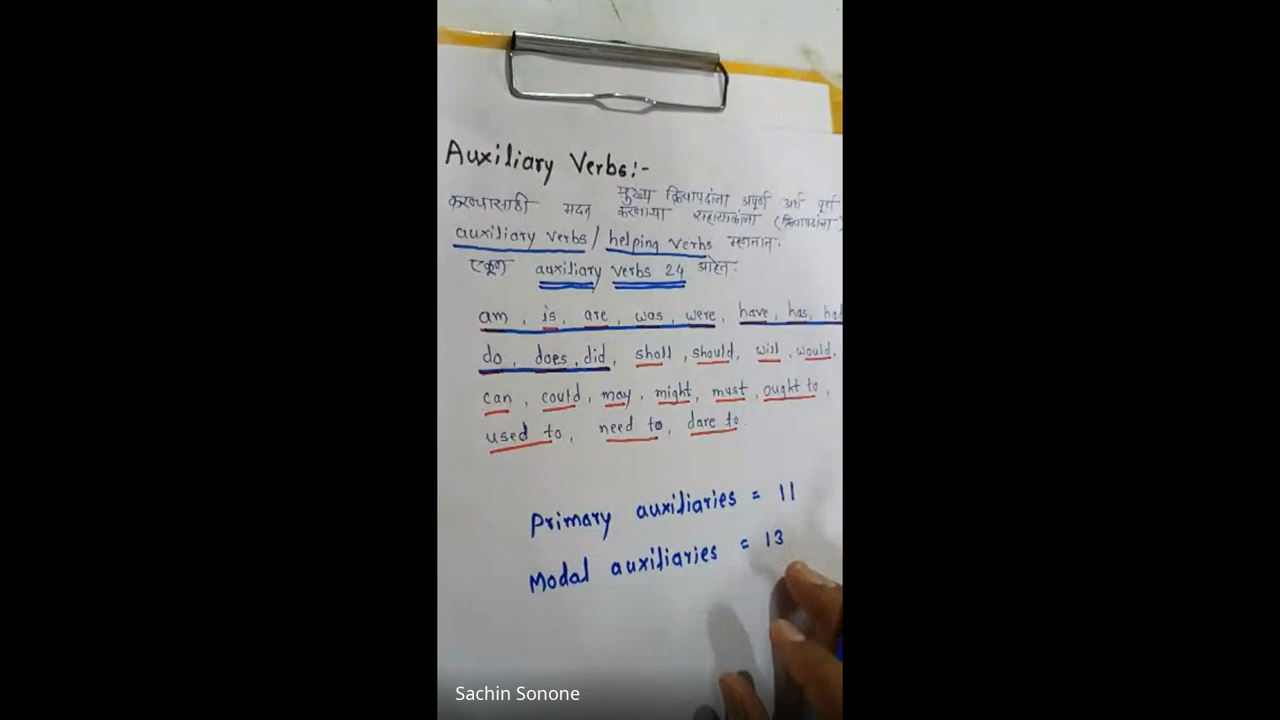 Auxiliary Verbs:-
मुख्य क्रियापदांना अपूर्ण अर्थ पूर्ण
करण्यासाठी मदत करणाऱ्या सहाय्यकांना (क्रियापदांना)
auxiliary verbs / helping verbs म्हणतात.
एकूण auxiliary verbs 24 आहेत.
am, is, are, was, were, have, has, had
do, does, did, shall, should, will, would,
can, could, may, might, must, ought to,
used to, need to, dare to.
Primary auxiliaries = 11
Modal auxiliaries = 13
Sachin Sonone